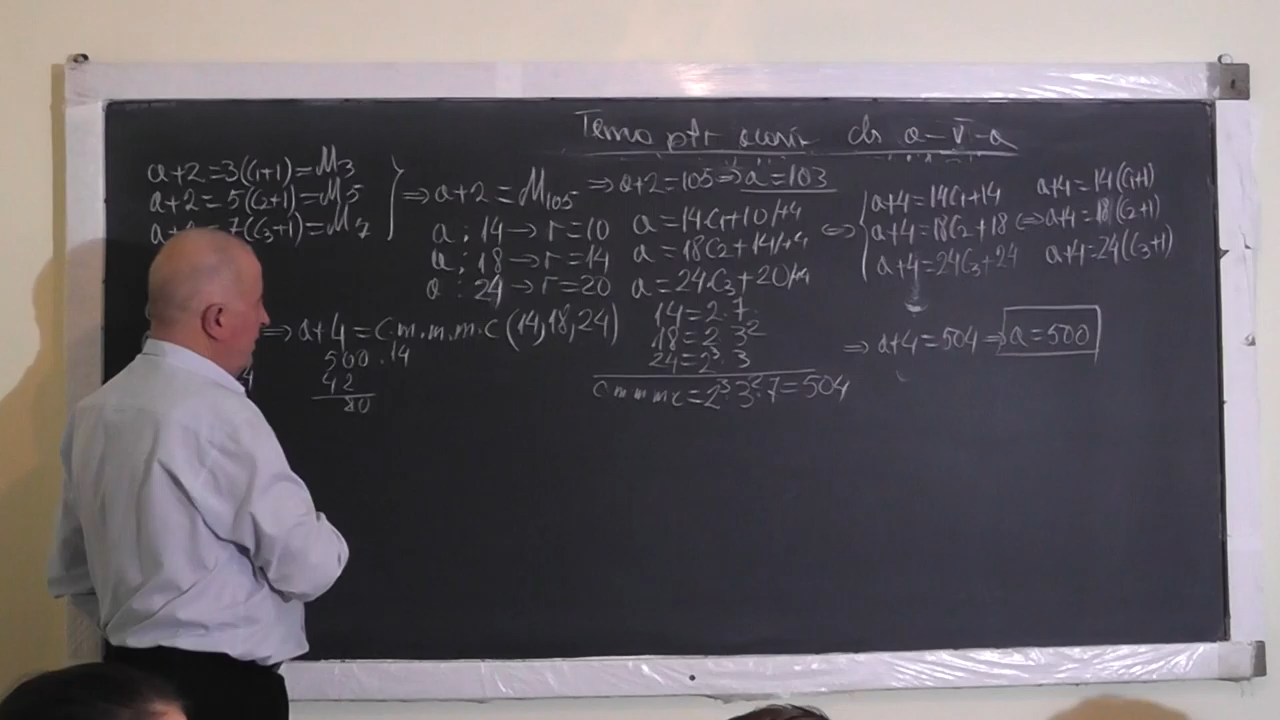 Tema ptr acasă cls a-V-a
a+2=3(C1+1)=M3
a+2=5(C2+1)=M5
7(C3+1)=M7
⇒ a+2=M105 ⇒ a+2=105 ⇒ a=103
a : 14 → r=10 a=14C1+10 /+4
a : 18 → r=14 a=18C2+14 /+4
a : 24 → r=20 a=24C3+20 /+4
⇔ a+4=14C1+14
a+4=18C2+18
a+4=24C3+24
a+4=14(C1+1)
⇔ a+4=18(C2+1)
a+4=24(C3+1)
⇒ a+4=c.m.m.m.c(14,18,24)
14=2·7
18=2·3²
24=2³·3
cmmmc=2³·3²·7=504
⇒ a+4=504 ⇒ a=500
500 : 14
42
80